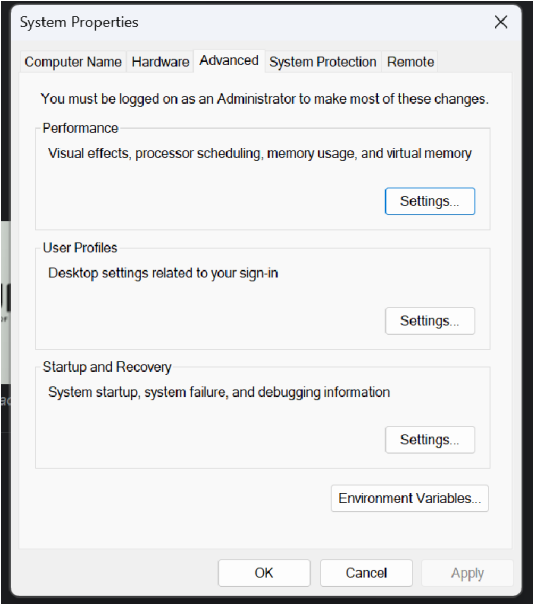 System Properties
Computer Name Hardware Advanced System Protection Remote
You must be logged on as an Administrator to make most of these changes.
Performance
Visual effects, processor scheduling, memory usage, and virtual memory
Settings...
User Profiles
Desktop settings related to your sign-in
Settings...
Startup and Recovery
System startup, system failure, and debugging information
Settings...
Environment Variables...
OK Cancel Apply